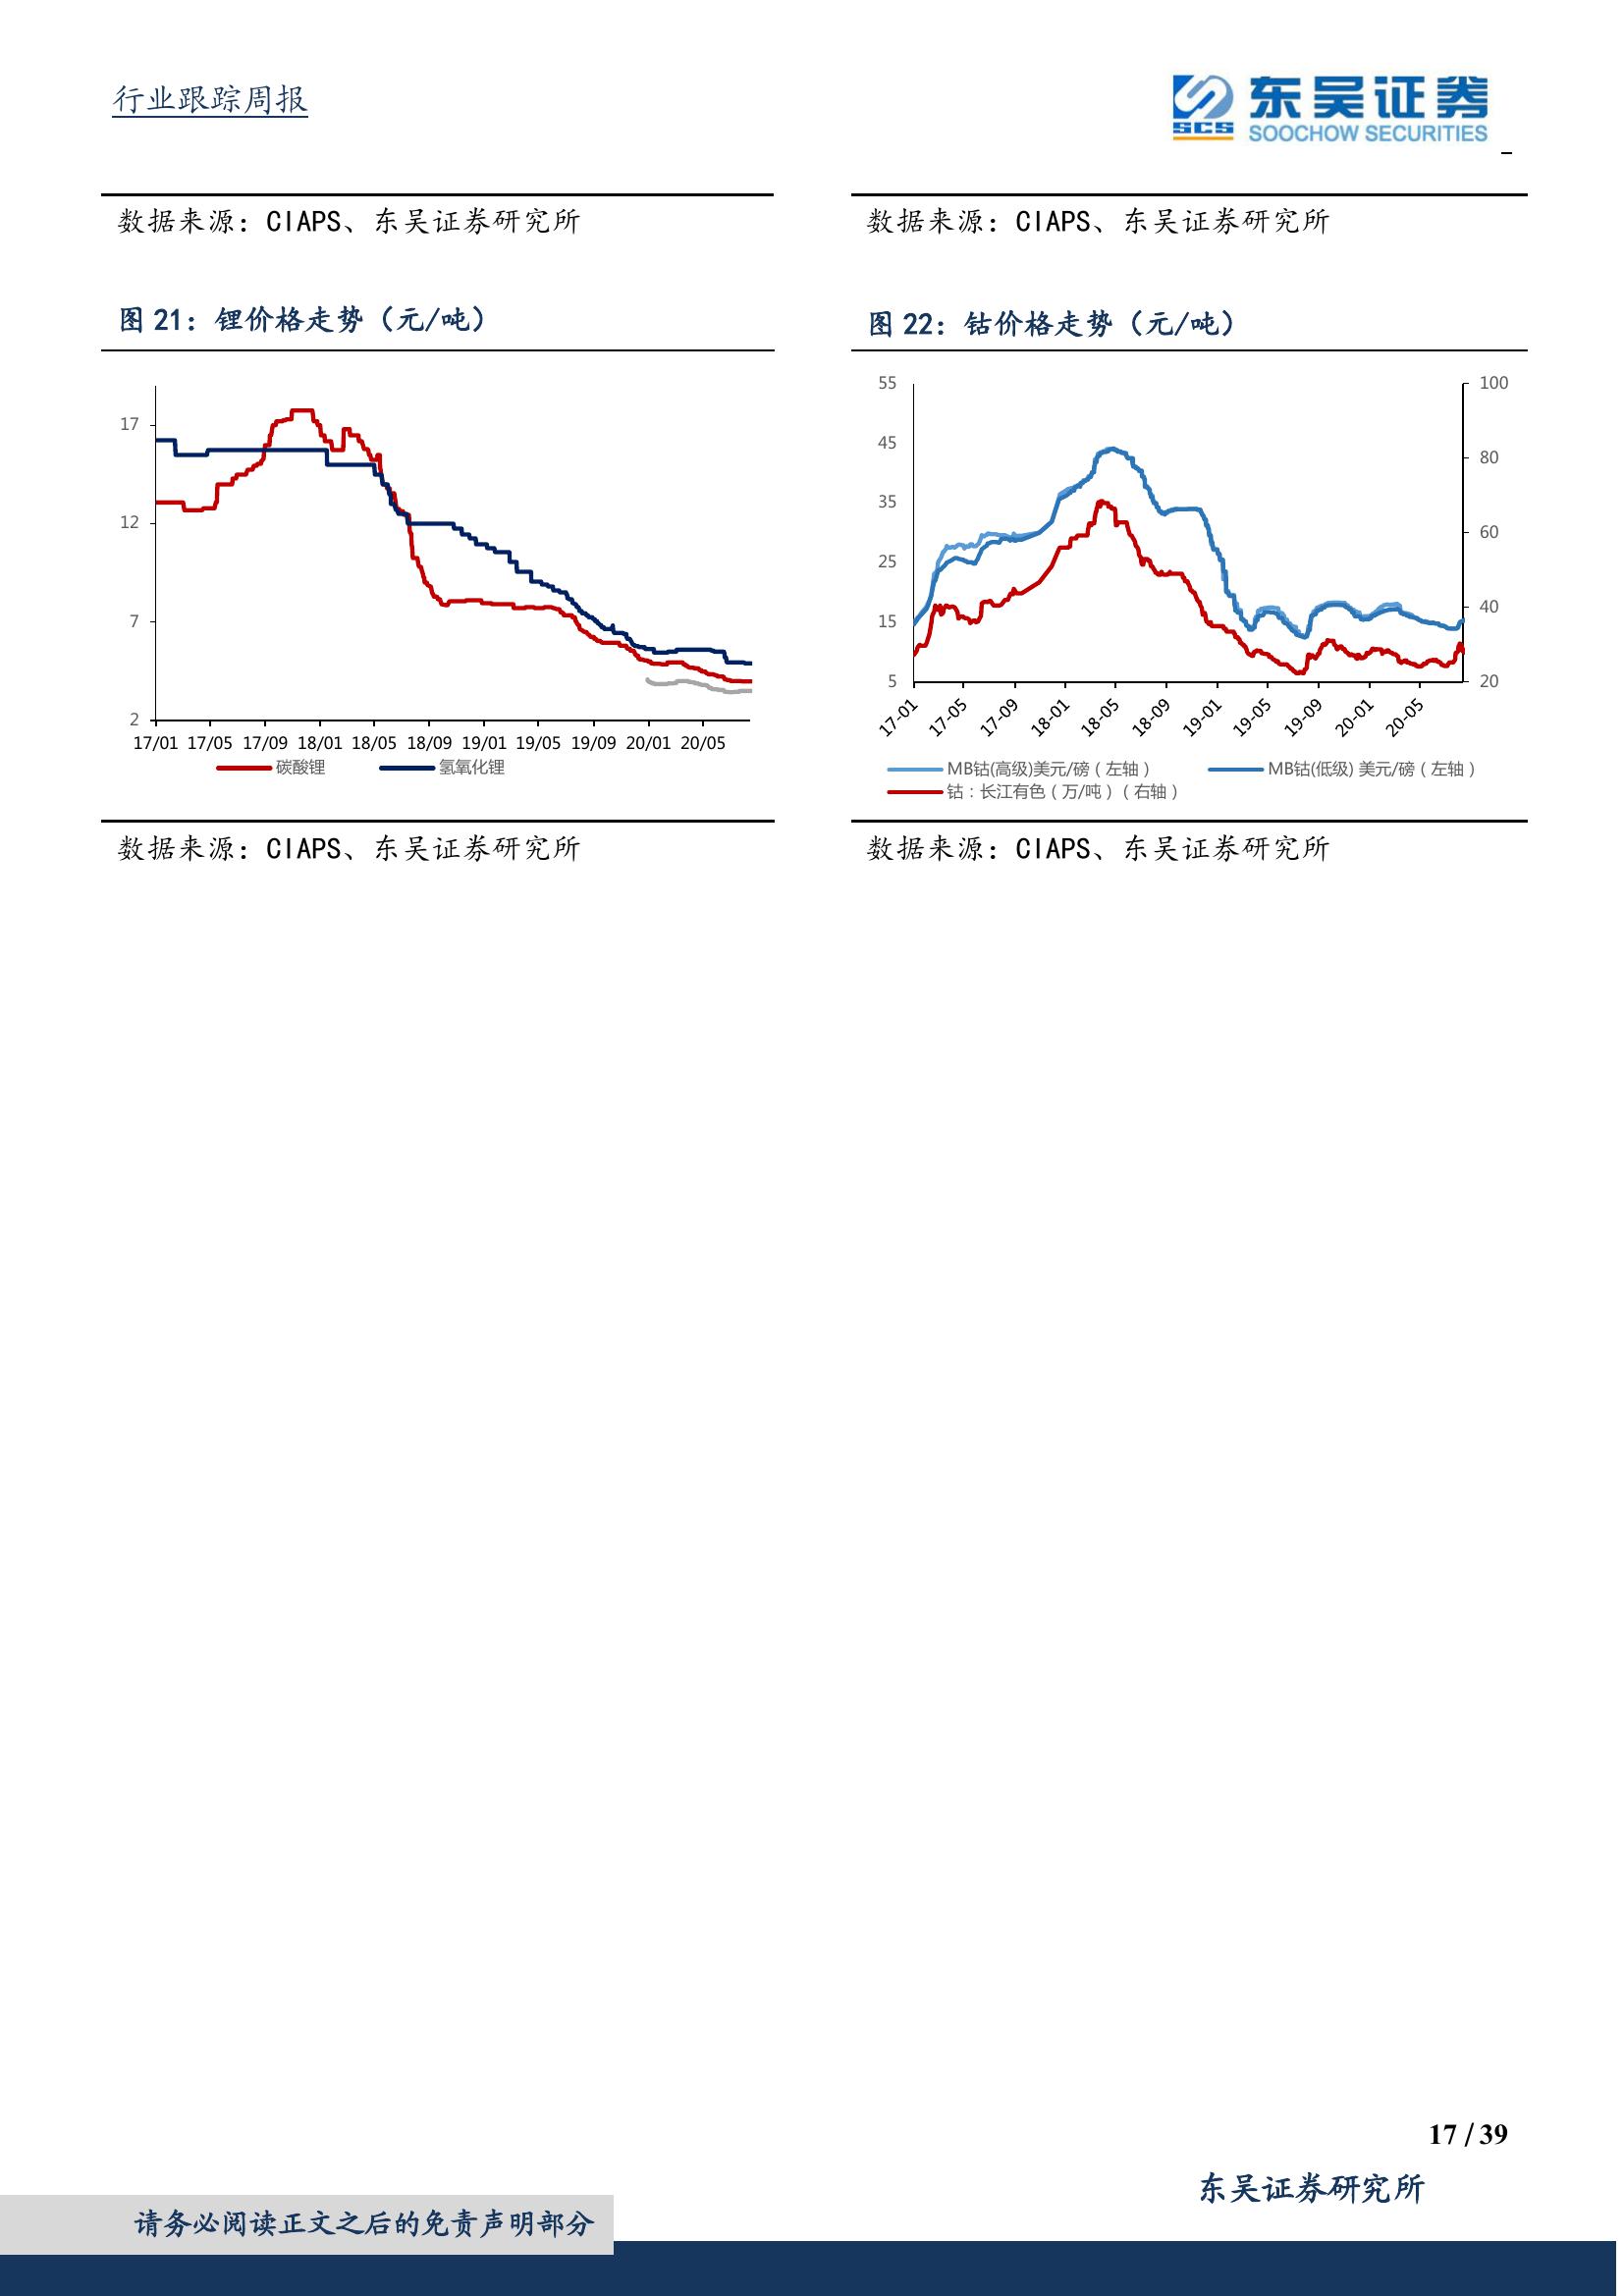 行业跟踪周报
东吴证券
SCS
SOOCHOW SECURITIES
数据来源：CIAPS、东吴证券研究所
数据来源：CIAPS、东吴证券研究所
图 21：锂价格走势（元/吨）
17
12
7
2
17/01 17/05 17/09 18/01 18/05 18/09 19/01 19/05 19/09 20/01 20/05
碳酸锂 氢氧化锂
数据来源：CIAPS、东吴证券研究所
图 22：钴价格走势（元/吨）
55
45
35
25
15
5
100
80
60
40
20
17-01 17-05 17-09 18-01 18-05 18-09 19-01 19-05 19-09 20-01 20-05
MB钴(高级)美元/磅（左轴） MB钴(低级) 美元/磅（左轴）
钴：长江有色（万/吨）（右轴）
数据来源：CIAPS、东吴证券研究所
17 / 39
东吴证券研究所
请务必阅读正文之后的免责声明部分